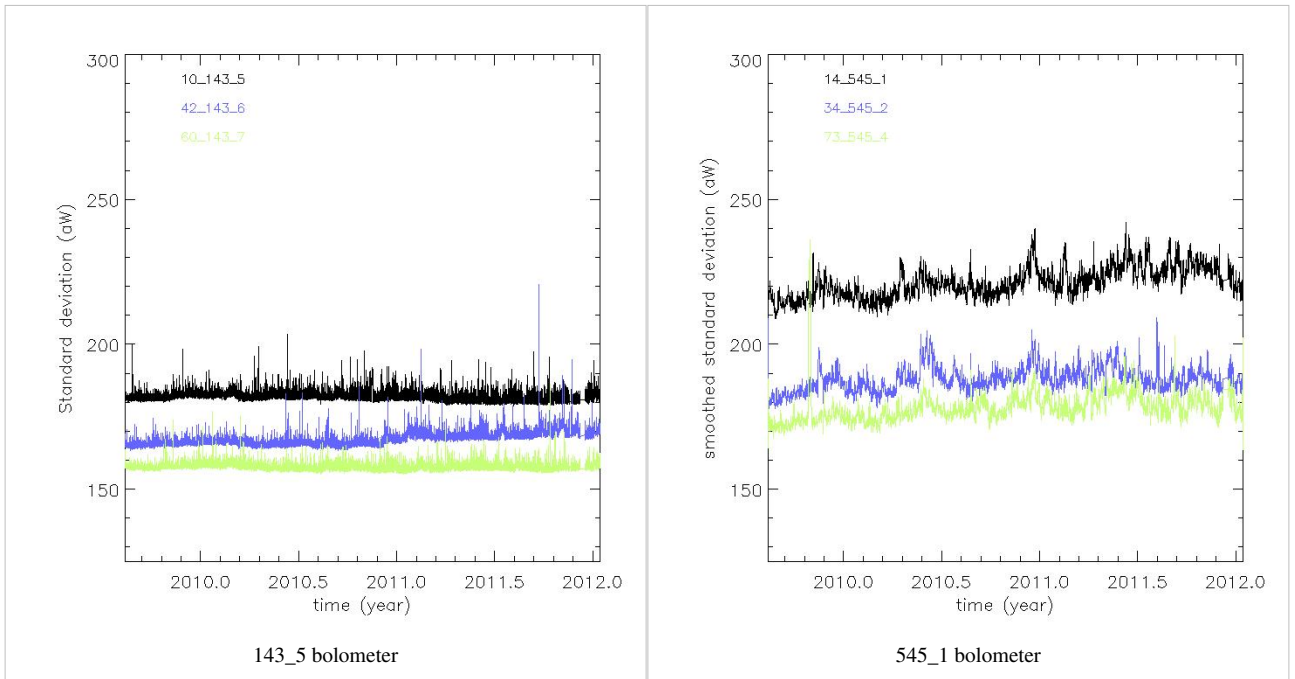 300
10_143_5
42_143_6
60_143_7
250
200
150
Standard deviation (aW)
2010.0 2010.5 2011.0 2011.5 2012.0
time (year)
143_5 bolometer
300
14_545_1
34_545_2
73_545_4
250
200
150
smoothed standard deviation (aW)
2010.0 2010.5 2011.0 2011.5 2012.0
time (year)
545_1 bolometer